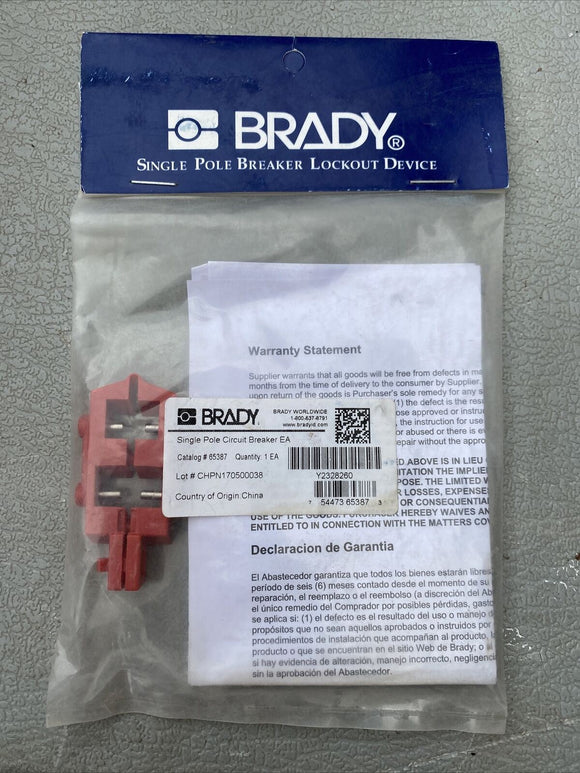 BRADY®
SINGLE POLE BREAKER LOCKOUT DEVICE
Warranty Statement
Supplier warrants that all goods will be free from defects in m
months from the time of delivery to the consumer by Supplier.
upon return of the goods is Purchaser's sole remedy for any s
(1) the defect is the resul
ose approved or instruc
, the instruction for use
or abused or there is ev
epair without the approv
BRADY
BRADY WORLDWIDE
1-800-537-8791
www.bradyid.com
Single Pole Circuit Breaker EA
Catalog # 65387 Quantity: 1 EA
Lot # CHPN170500038
Y2328260
Country of Origin:China
7 54473 65387 3
ED ABOVE IS IN LIEU O
ITATION THE IMPLIE
POSE. THE LIMITED W
R LOSSES, EXPENSE
OR CONSEQUENTIAL
USE OF THE GOODS. PURCHASER HEREBY WAIVES AN
ENTITLED TO IN CONNECTION WITH THE MATTERS COV
Declaracion de Garantia
El Abastecedor garantiza que todos los bienes estarán libres
período de seis (6) meses contado desde el momento de su
reparación, el reemplazo o el reembolso (a discreción del Ab
el único remedio del Comprador por posibles pérdidas, gasto
se aplica si: (1) el defecto es el resultado del uso o manejo d
propósitos que no sean aquellos aprobados o instruidos por
procedimientos de instalación que acompañan al producto, la
producto o que se encuentran en el sitio Web de Brady; o al
si hay evidencia de alteración, manejo incorrecto, negligenc
sin la aprobación del Abastecedor.